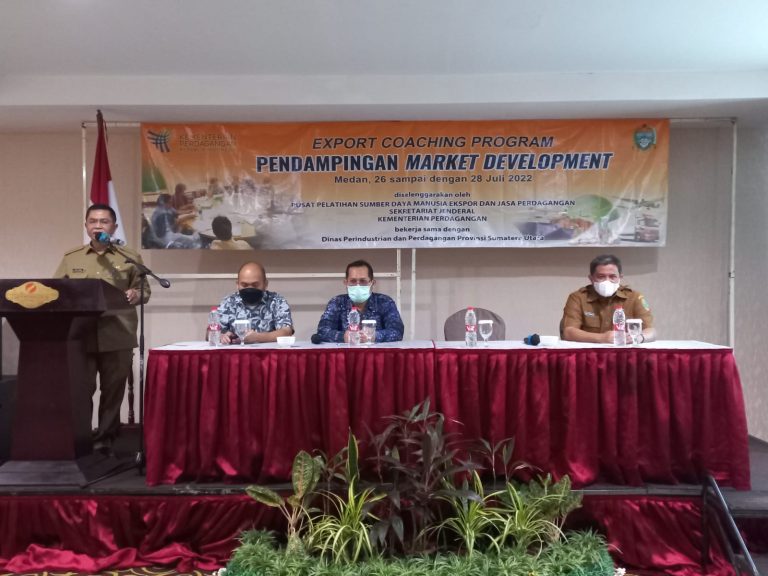 KEMENTERIAN
PERDAGANGAN
EXPORT COACHING PROGRAM
PENDAMPINGAN MARKET DEVELOPMENT
Medan, 26 sampai dengan 28 Juli 2022
diselenggarakan oleh
PUSAT PELATIHAN SUMBER DAYA MANUSIA EKSPOR DAN JASA PERDAGANGAN
SEKRETARIAT JENDERAL
KEMENTERIAN PERDAGANGAN
bekerja sama dengan
Dinas Perindustrian dan Perdagangan Provinsi Sumatera Utara